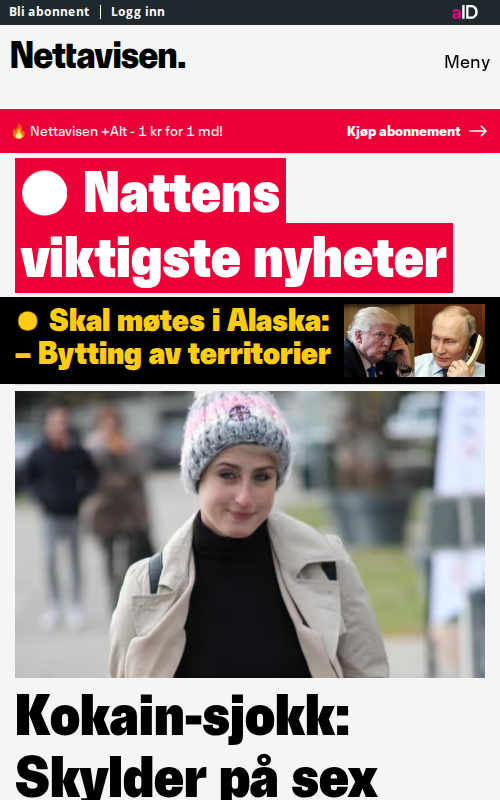 Bli abonnent | Logg inn
aID
Nettavisen.
Meny
Nettavisen +Alt - 1 kr for 1 md!
Kjøp abonnement →
Nattens
viktigste nyheter
Skal møtes i Alaska:
– Bytting av territorier
Kokain-sjokk:
Skylder på sex